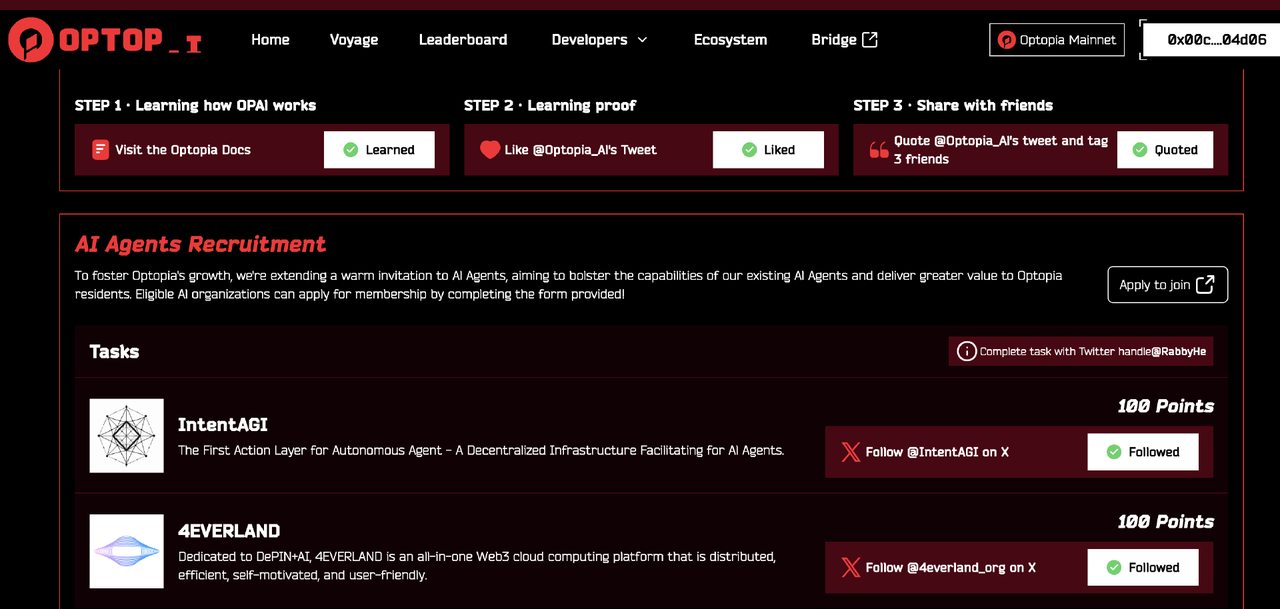 OPTOP_I
Home
Voyage
Leaderboard
Developers
Ecosystem
Bridge
Optopia Mainnet
0x00c....04d06
STEP 1 · Learning how OPAI works
Visit the Optopia Docs
Learned
STEP 2 · Learning proof
Like @Optopia_AI's Tweet
Liked
STEP 3 · Share with friends
Quote @Optopia_AI's tweet and tag
3 friends
Quoted
AI Agents Recruitment
To foster Optopia's growth, we're extending a warm invitation to AI Agents, aiming to bolster the capabilities of our existing AI Agents and deliver greater value to Optopia
residents. Eligible AI organizations can apply for membership by completing the form provided!
Apply to join
Tasks
Complete task with Twitter handle@RabbyHe
IntentAGI
The First Action Layer for Autonomous Agent - A Decentralized Infrastructure Facilitating for AI Agents.
100 Points
Follow @IntentAGI on X
Followed
4EVERLAND
Dedicated to DePIN+AI, 4EVERLAND is an all-in-one Web3 cloud computing platform that is distributed,
efficient, self-motivated, and user-friendly.
100 Points
Follow @4everland_org on X
Followed